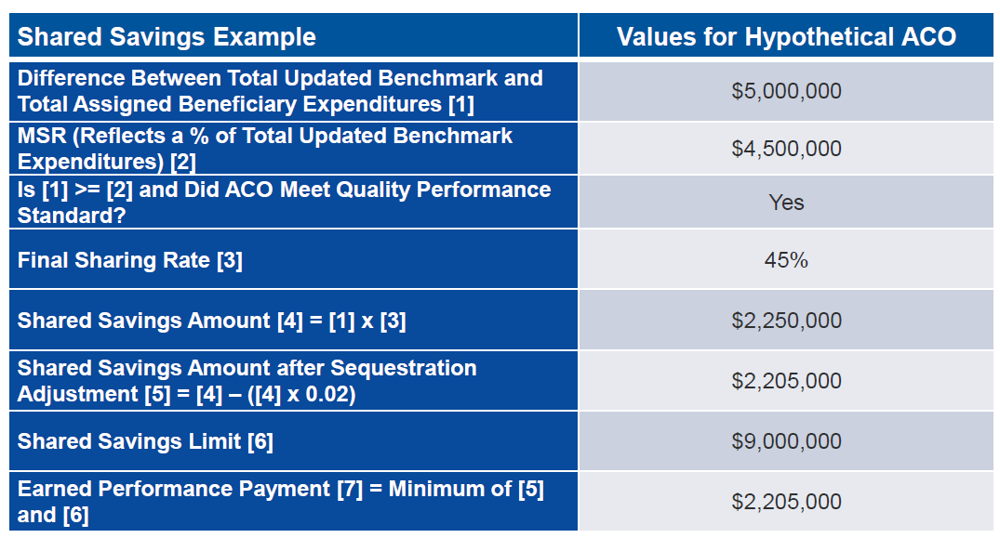 Shared Savings Example
Values for Hypothetical ACO
Difference Between Total Updated Benchmark and
Total Assigned Beneficiary Expenditures [1]
$5,000,000
MSR (Reflects a % of Total Updated Benchmark
Expenditures) [2]
$4,500,000
Is [1] >= [2] and Did ACO Meet Quality Performance
Standard?
Yes
Final Sharing Rate [3]
45%
Shared Savings Amount [4] = [1] x [3]
$2,250,000
Shared Savings Amount after Sequestration
Adjustment [5] = [4] – ([4] x 0.02)
$2,205,000
Shared Savings Limit [6]
$9,000,000
Earned Performance Payment [7] = Minimum of [5]
and [6]
$2,205,000